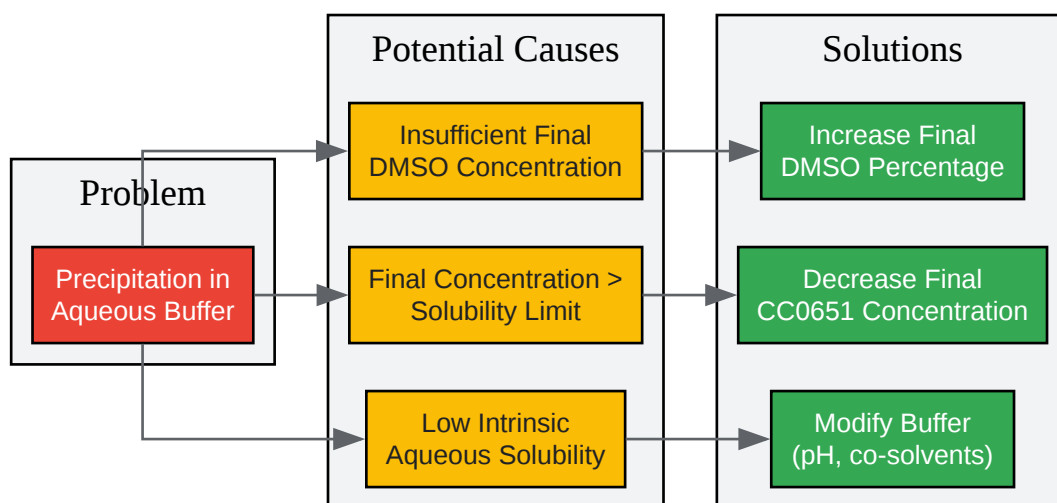 Problem
Precipitation in
Aqueous Buffer
Potential Causes
Insufficient Final
DMSO Concentration
Final Concentration >
Solubility Limit
Low Intrinsic
Aqueous Solubility
Solutions
Increase Final
DMSO Percentage
Decrease Final
CC0651 Concentration
Modify Buffer
(pH, co-solvents)